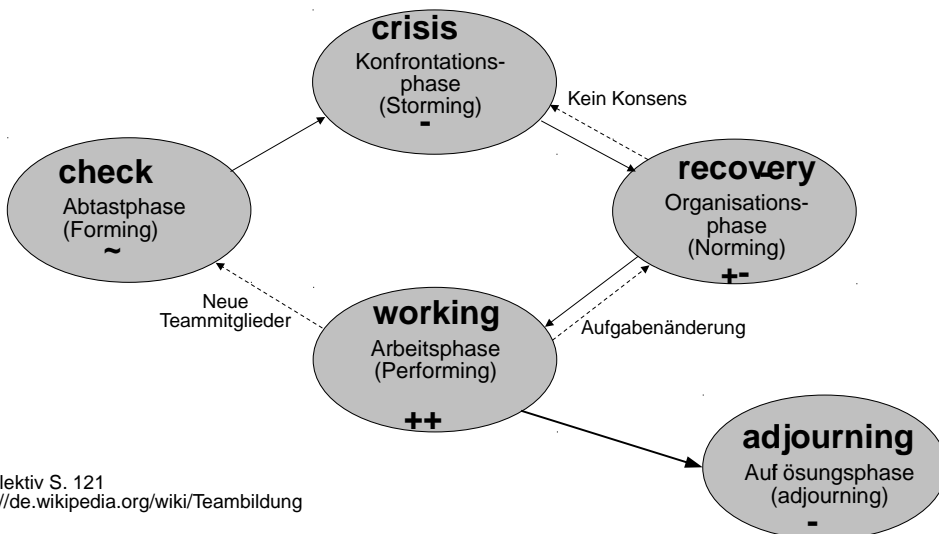 crisis
Konfrontations-
phase
(Storming)
-
Kein Konsens
check
Abtastphase
(Forming)
~
recovery
Organisations-
phase
(Norming)
+-
Neue
Teammitglieder
working
Arbeitsphase
(Performing)
++
Aufgabenänderung
adjourning
Auf ösungsphase
(adjourning)
-
lektiv S. 121
//de.wikipedia.org/wiki/Teambildung